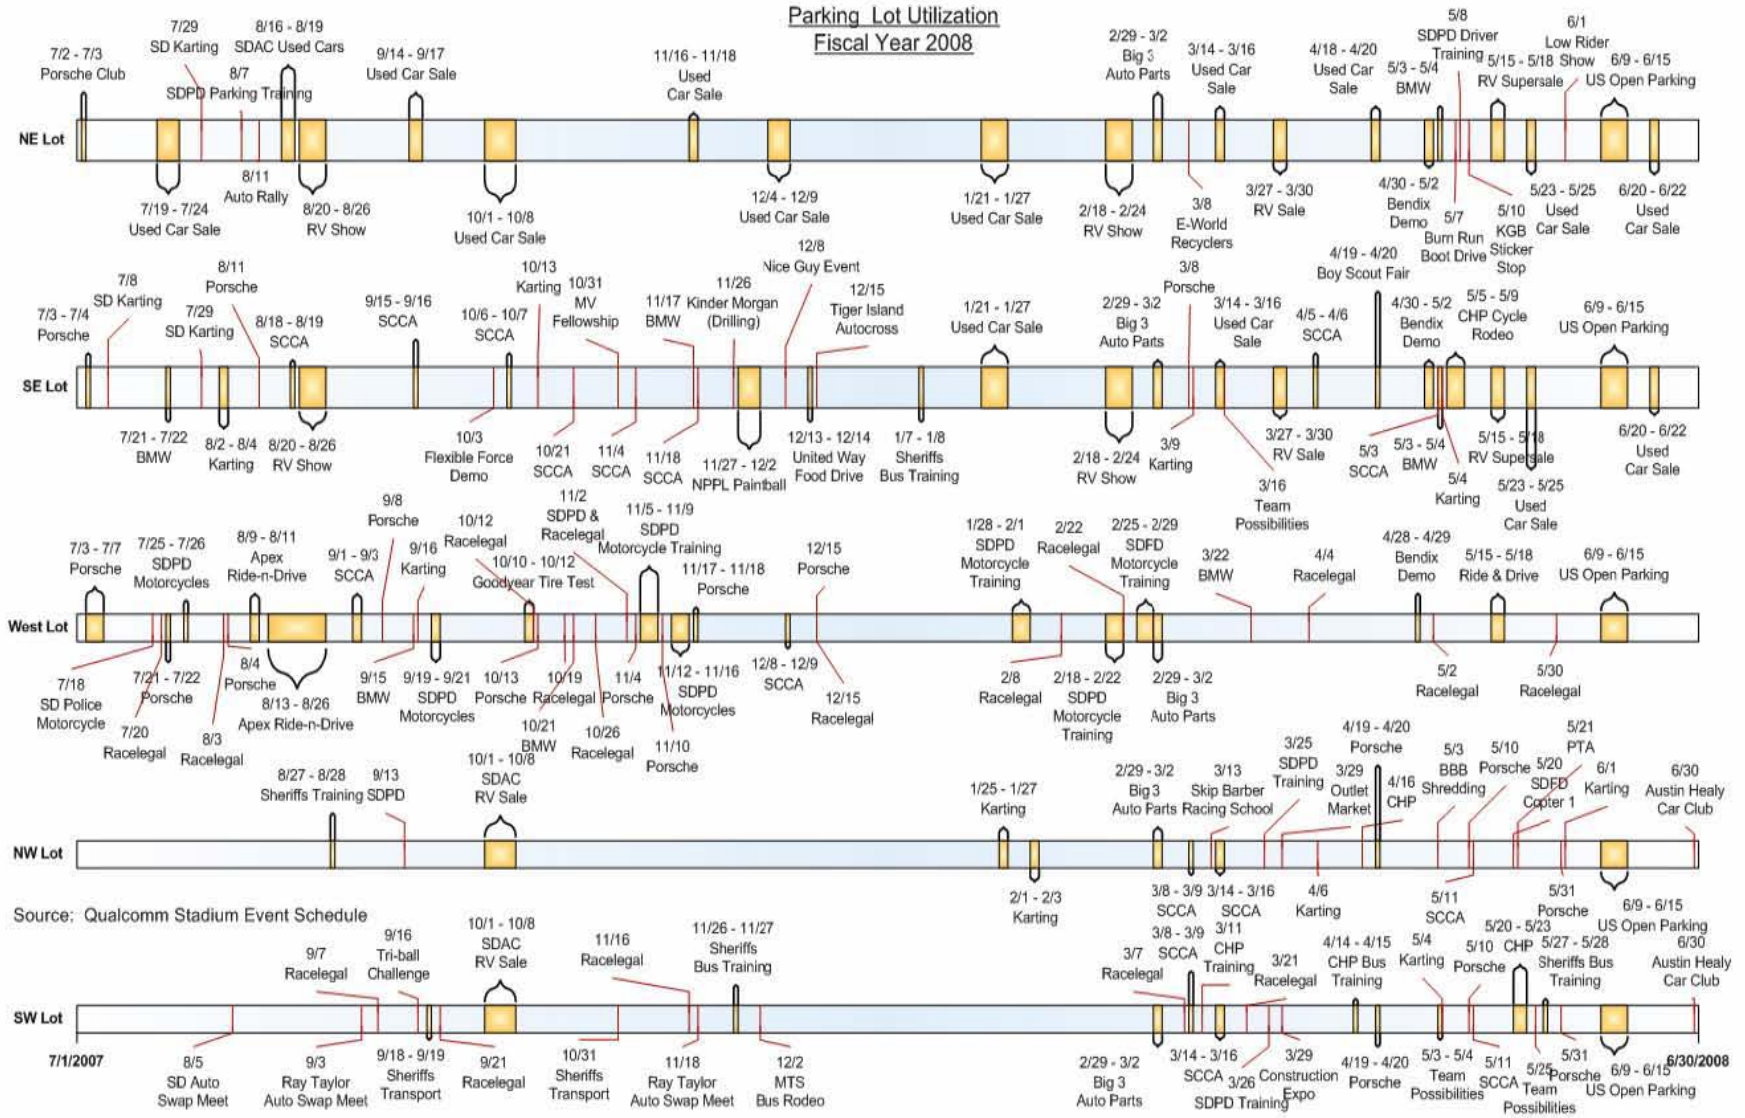 Parking Lot Utilization
Fiscal Year 2008
7/2 - 7/3
Porsche Club
7/29
SD Karting
8/7
SDPD Parking Training
8/16 - 8/19
SDAC Used Cars
9/14 - 9/17
Used Car Sale
11/16 - 11/18
Used
Car Sale
2/29 - 3/2
Big 3
Auto Parts
3/14 - 3/16
Used Car
Sale
4/18 - 4/20
Used Car
Sale
5/3 - 5/4
BMW
5/8
SDPD Driver
Training
5/15 - 5/18
RV Supersale
6/1
Low Rider
Show
6/9 - 6/15
US Open Parking
NE Lot
7/19 - 7/24
Used Car Sale
8/11
Auto Rally
8/20 - 8/26
RV Show
10/1 - 10/8
Used Car Sale
12/4 - 12/9
Used Car Sale
1/21 - 1/27
Used Car Sale
2/18 - 2/24
RV Show
3/8
E-World
Recyclers
3/27 - 3/30
RV Sale
4/30 - 5/2
Bendix
Demo
5/7
Burn Run
Boot Drive
5/10
KGB
Sticker
Stop
5/23 - 5/25
Used
Car Sale
6/20 - 6/22
Used
Car Sale
7/3 - 7/4
Porsche
7/8
SD Karting
7/29
SD Karting
8/11
Porsche
8/18 - 8/19
SCCA
9/15 - 9/16
SCCA
10/6 - 10/7
SCCA
10/13
Karting
10/31
MV
Fellowship
11/17
BMW
11/26
Kinder Morgan
(Drilling)
12/8
Nice Guy Event
12/15
Tiger Island
Autocross
1/21 - 1/27
Used Car Sale
2/29 - 3/2
Big 3
Auto Parts
3/8
Porsche
3/14 - 3/16
Used Car
Sale
4/5 - 4/6
SCCA
4/19 - 4/20
Boy Scout Fair
4/30 - 5/2
Bendix
Demo
5/5 - 5/9
CHP Cycle
Rodeo
6/9 - 6/15
US Open Parking
SE Lot
7/21 - 7/22
BMW
8/2 - 8/4
Karting
8/20 - 8/26
RV Show
10/3
Flexible Force
Demo
10/21
SCCA
11/4
SCCA
11/18
SCCA
11/27 - 12/2
NPPL Paintball
12/13 - 12/14
United Way
Food Drive
1/7 - 1/8
Sheriffs
Bus Training
2/18 - 2/24
RV Show
3/9
Karting
3/16
Team
Possibilities
3/27 - 3/30
RV Sale
5/3
SCCA
5/3 - 5/4
BMW
5/4
Karting
5/15 - 5/18
RV Supersale
5/23 - 5/25
Used
Car Sale
6/20 - 6/22
Used
Car Sale
7/3 - 7/7
Porsche
7/25 - 7/26
SDPD
Motorcycles
8/9 - 8/11
Apex
Ride-n-Drive
9/1 - 9/3
SCCA
9/8
Porsche
9/16
Karting
10/12
Racelegal
10/10 - 10/12
Goodyear Tire Test
11/2
SDPD &
Racelegal
11/5 - 11/9
SDPD
Motorcycle Training
11/17 - 11/18
Porsche
12/15
Porsche
1/28 - 2/1
SDPD
Motorcycle
Training
2/22
Racelegal
2/25 - 2/29
SDFD
Motorcycle
Training
3/22
BMW
4/4
Racelegal
4/28 - 4/29
Bendix
Demo
5/15 - 5/18
Ride & Drive
6/9 - 6/15
US Open Parking
West Lot
7/18
SD Police
Motorcycle
7/20
Racelegal
7/21 - 7/22
Porsche
8/3
Racelegal
8/4
Porsche
8/13 - 8/26
Apex Ride-n-Drive
9/15
BMW
9/19 - 9/21
SDPD
Motorcycles
10/13
Porsche
10/19
Racelegal
10/21
BMW
10/26
Racelegal
11/4
Porsche
11/10
Porsche
11/12 - 11/16
SDPD
Motorcycles
12/8 - 12/9
SCCA
12/15
Racelegal
2/8
Racelegal
2/18 - 2/22
SDPD
Motorcycle
Training
2/29 - 3/2
Big 3
Auto Parts
5/2
Racelegal
5/30
Racelegal
8/27 - 8/28
Sheriffs Training
9/13
SDPD
10/1 - 10/8
SDAC
RV Sale
1/25 - 1/27
Karting
2/29 - 3/2
Big 3
Auto Parts
3/13
Skip Barber
Racing School
3/25
SDPD
Training
3/29
Outlet
Market
4/19 - 4/20
Porsche
4/16
CHP
5/3
BBB
Shredding
5/10
Porsche
5/20
SDFD
Copter 1
5/21
PTA
6/1
Karting
6/30
Austin Healy
Car Club
NW Lot
2/1 - 2/3
Karting
3/8 - 3/9
SCCA
3/14 - 3/16
SCCA
4/6
Karting
5/11
SCCA
5/31
Porsche
6/9 - 6/15
US Open Parking
Source: Qualcomm Stadium Event Schedule
9/7
Racelegal
9/16
Tri-ball
Challenge
10/1 - 10/8
SDAC
RV Sale
11/16
Racelegal
11/26 - 11/27
Sheriffs
Bus Training
3/7
Racelegal
3/8 - 3/9
SCCA
3/11
CHP
Training
3/21
Racelegal
4/14 - 4/15
CHP Bus
Training
5/4
Karting
5/10
Porsche
5/20 - 5/23
CHP
5/27 - 5/28
Sheriffs Bus
Training
6/30
Austin Healy
Car Club
SW Lot
7/1/2007
8/5
SD Auto
Swap Meet
9/3
Ray Taylor
Auto Swap Meet
9/18 - 9/19
Sheriffs
Transport
9/21
Racelegal
10/31
Sheriffs
Transport
11/18
Ray Taylor
Auto Swap Meet
12/2
MTS
Bus Rodeo
2/29 - 3/2
Big 3
Auto Parts
3/14 - 3/16
SCCA
3/26
SDPD Training
3/29
Construction
Expo
4/19 - 4/20
Porsche
5/3 - 5/4
Team
Possibilities
5/11
SCCA
5/25
Team
Possibilities
5/31
Porsche
6/9 - 6/15
US Open Parking
6/30/2008